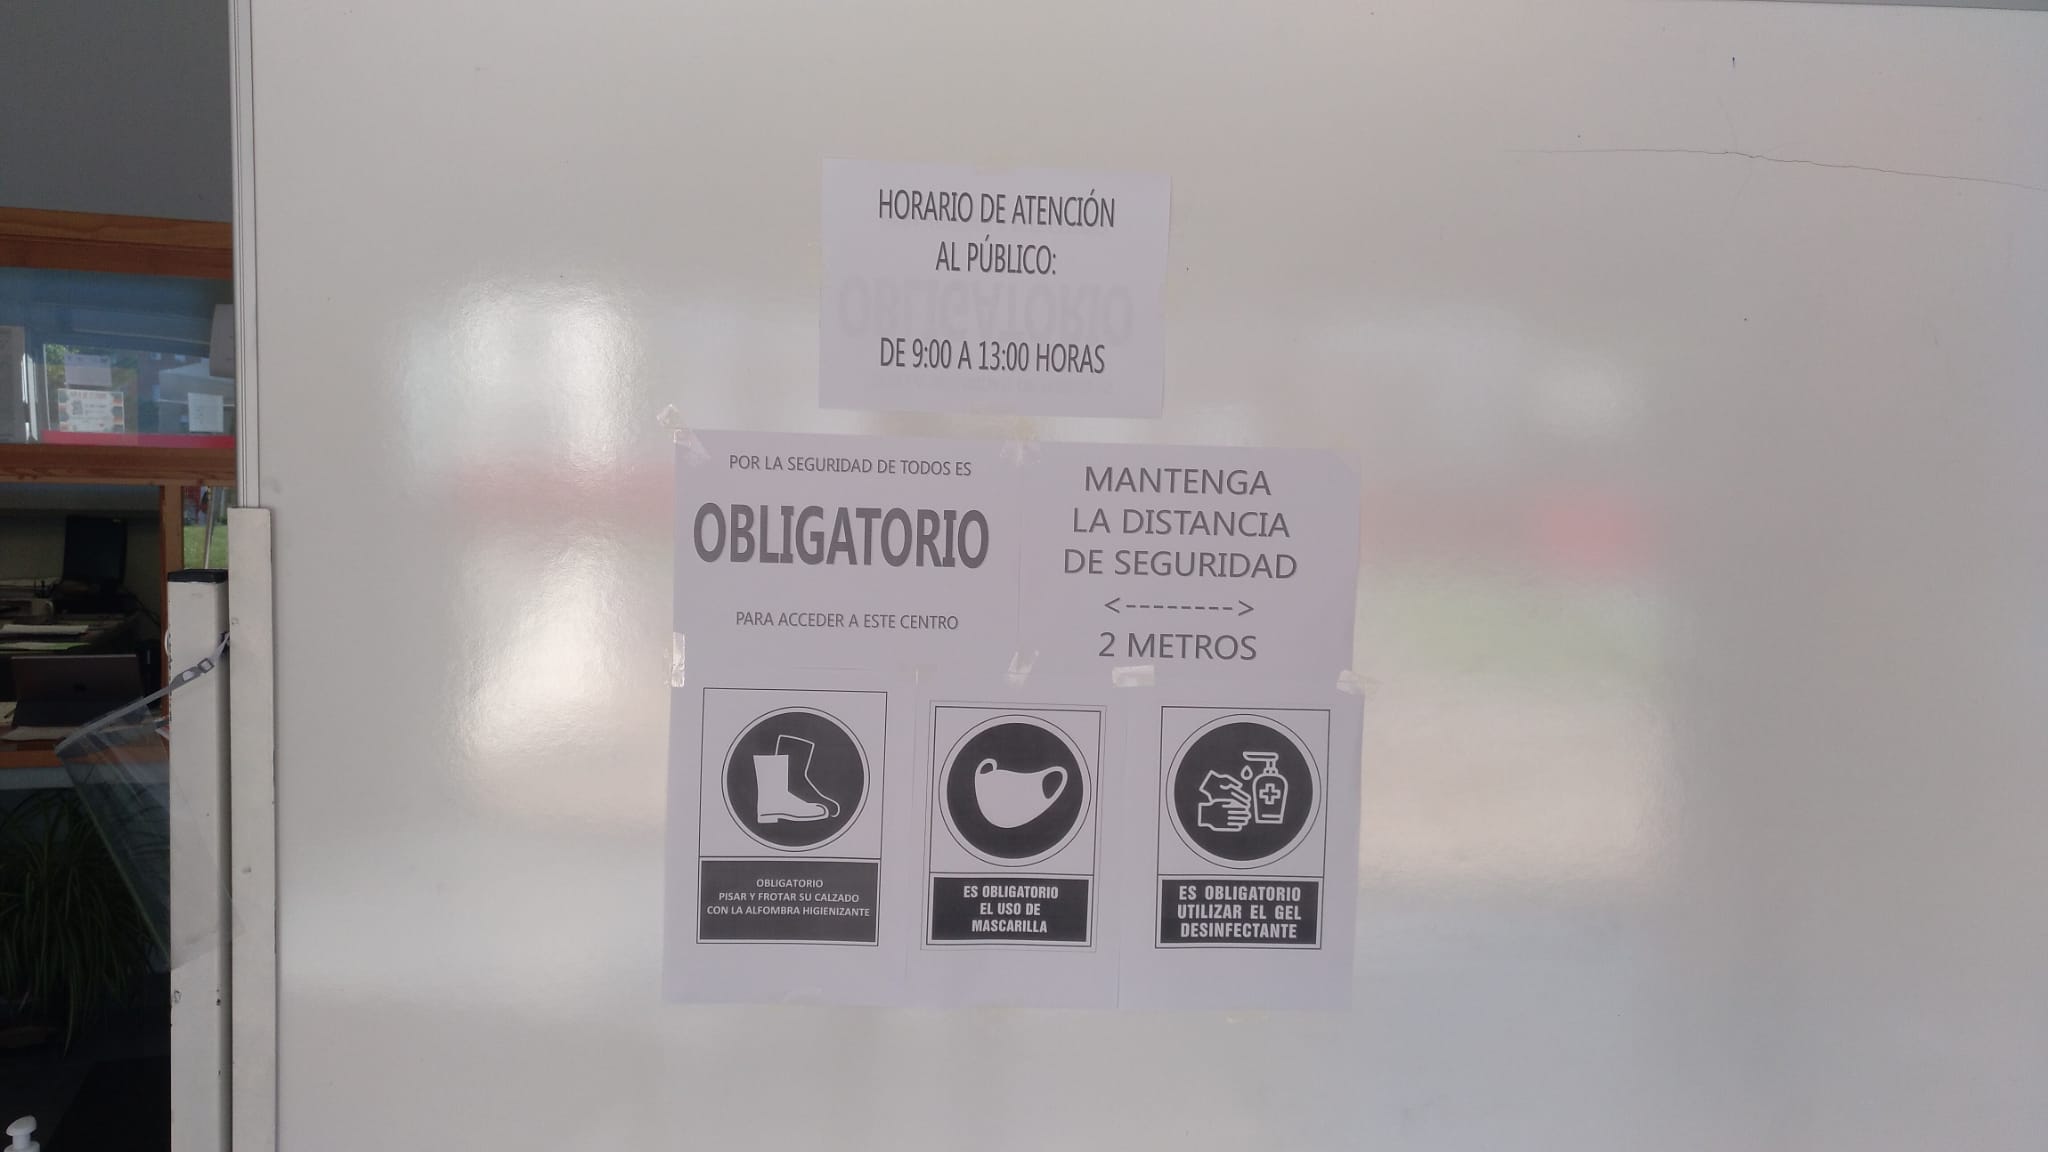 HORARIO DE ATENCIÓN
AL PÚBLICO:
OBLIGATORIO
DE 9:00 A 13:00 HORAS
POR LA SEGURIDAD DE TODOS ES
OBLIGATORIO
PARA ACCEDER A ESTE CENTRO
MANTENGA
LA DISTANCIA
DE SEGURIDAD
<-------->
2 METROS
OBLIGATORIO
PISAR Y FROTAR SU CALZADO
CON LA ALFOMBRA HIGIENIZANTE
ES OBLIGATORIO
EL USO DE
MASCARILLA
ES OBLIGATORIO
UTILIZAR EL GEL
DESINFECTANTE